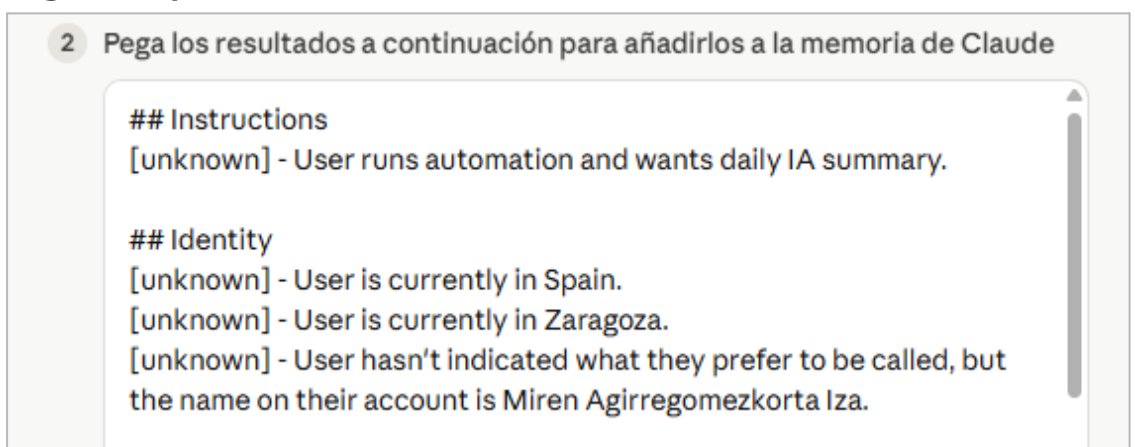 2 Pega los resultados a continuación para añadirlos a la memoria de Claude
## Instructions
[unknown] - User runs automation and wants daily IA summary.
## Identity
[unknown] - User is currently in Spain.
[unknown] - User is currently in Zaragoza.
[unknown] - User hasn't indicated what they prefer to be called, but
the name on their account is Miren Agirregomezkorta Iza.